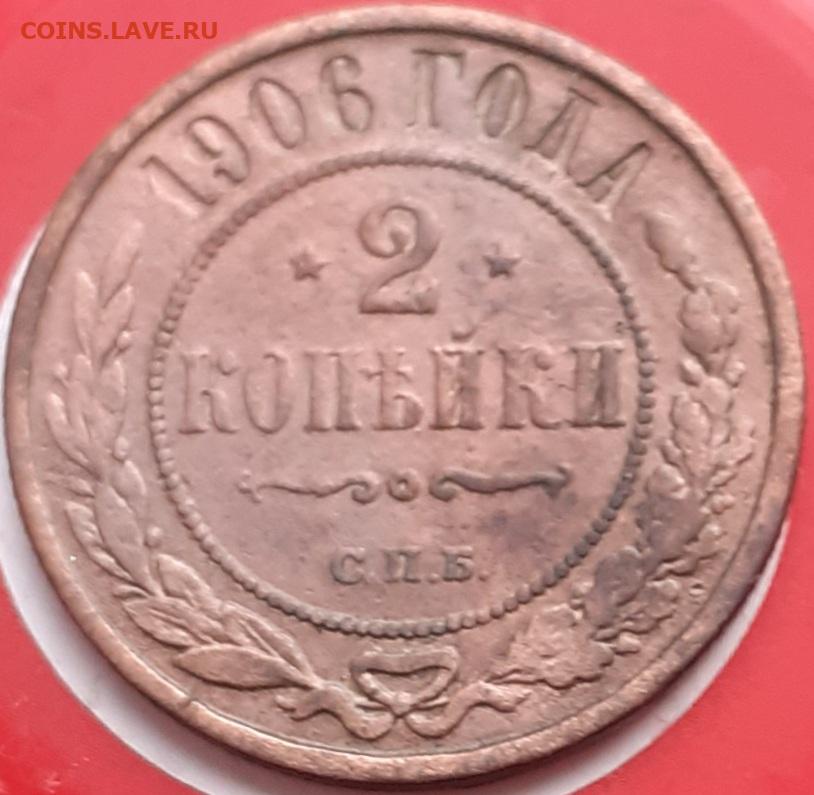 COINS.LAVE.RU
1906 ГОДА
2
КОПѢЙКИ
С.П.Б.